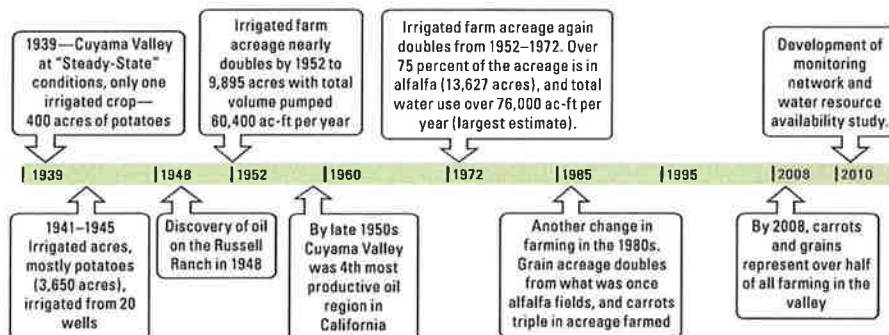 1939—Cuyama Valley
at "Steady-State"
conditions, only one
irrigated crop—
400 acres of potatoes
Irrigated farm
acreage nearly
doubles by 1952 to
9,895 acres with total
volume pumped
60,400 ac-ft per year
Irrigated farm acreage again
doubles from 1952–1972. Over
75 percent of the acreage is in
alfalfa (13,627 acres), and total
water use over 76,000 ac-ft per
year (largest estimate).
Development of
monitoring
network and
water resource
availability study.
1939 1948 1952 1960 1972 1985 1995 2008 2010
1941–1945
Irrigated acres,
mostly potatoes
(3,650 acres),
irrigated from 20
wells
Discovery of oil
on the Russell
Ranch in 1948
By late 1950s
Cuyama Valley
was 4th most
productive oil
region in
California
Another change in
farming in the 1980s.
Grain acreage doubles
from what was once
alfalfa fields, and carrots
triple in acreage farmed
By 2008, carrots
and grains
represent over half
of all farming in the
valley